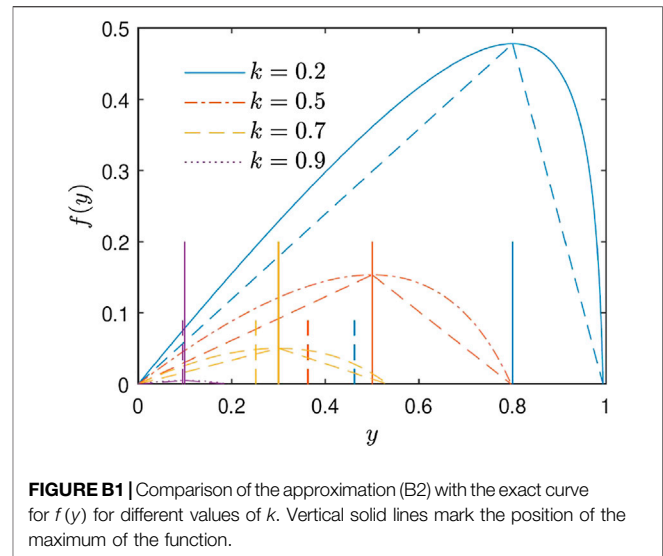 0.5
0.4
0.3
0.2
0.1
0
f(y)
k = 0.2
k = 0.5
k = 0.7
k = 0.9
0 0.2 0.4 0.6 0.8 1
y
FIGURE B1 | Comparison of the approximation (B2) with the exact curve
for f (y) for different values of k. Vertical solid lines mark the position of the
maximum of the function.